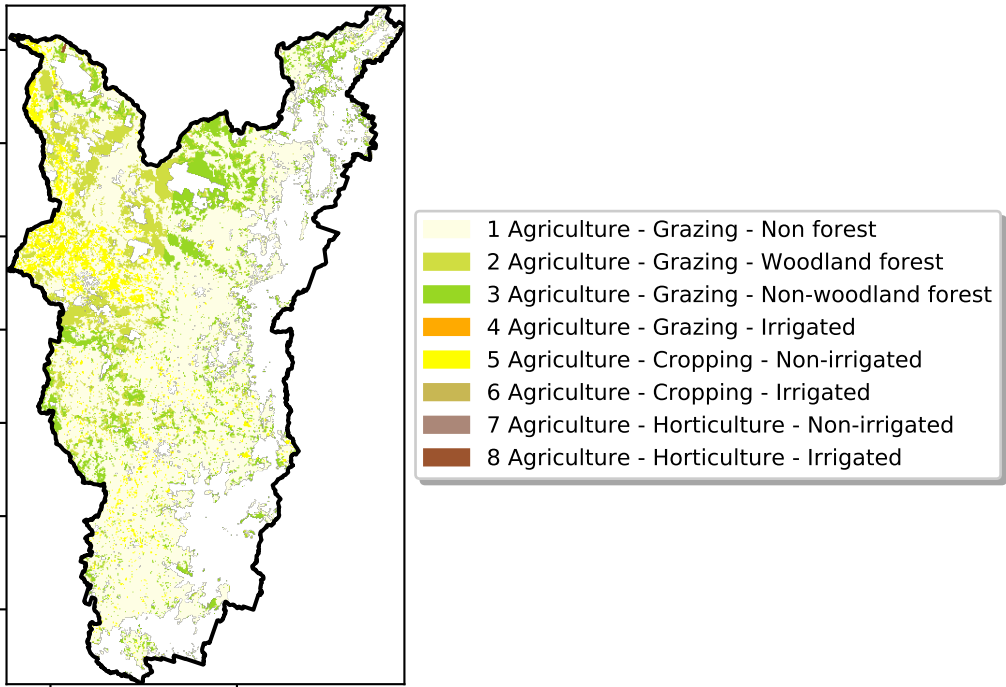 1 Agriculture - Grazing - Non forest
2 Agriculture - Grazing - Woodland forest
3 Agriculture - Grazing - Non-woodland forest
4 Agriculture - Grazing - Irrigated
5 Agriculture - Cropping - Non-irrigated
6 Agriculture - Cropping - Irrigated
7 Agriculture - Horticulture - Non-irrigated
8 Agriculture - Horticulture - Irrigated